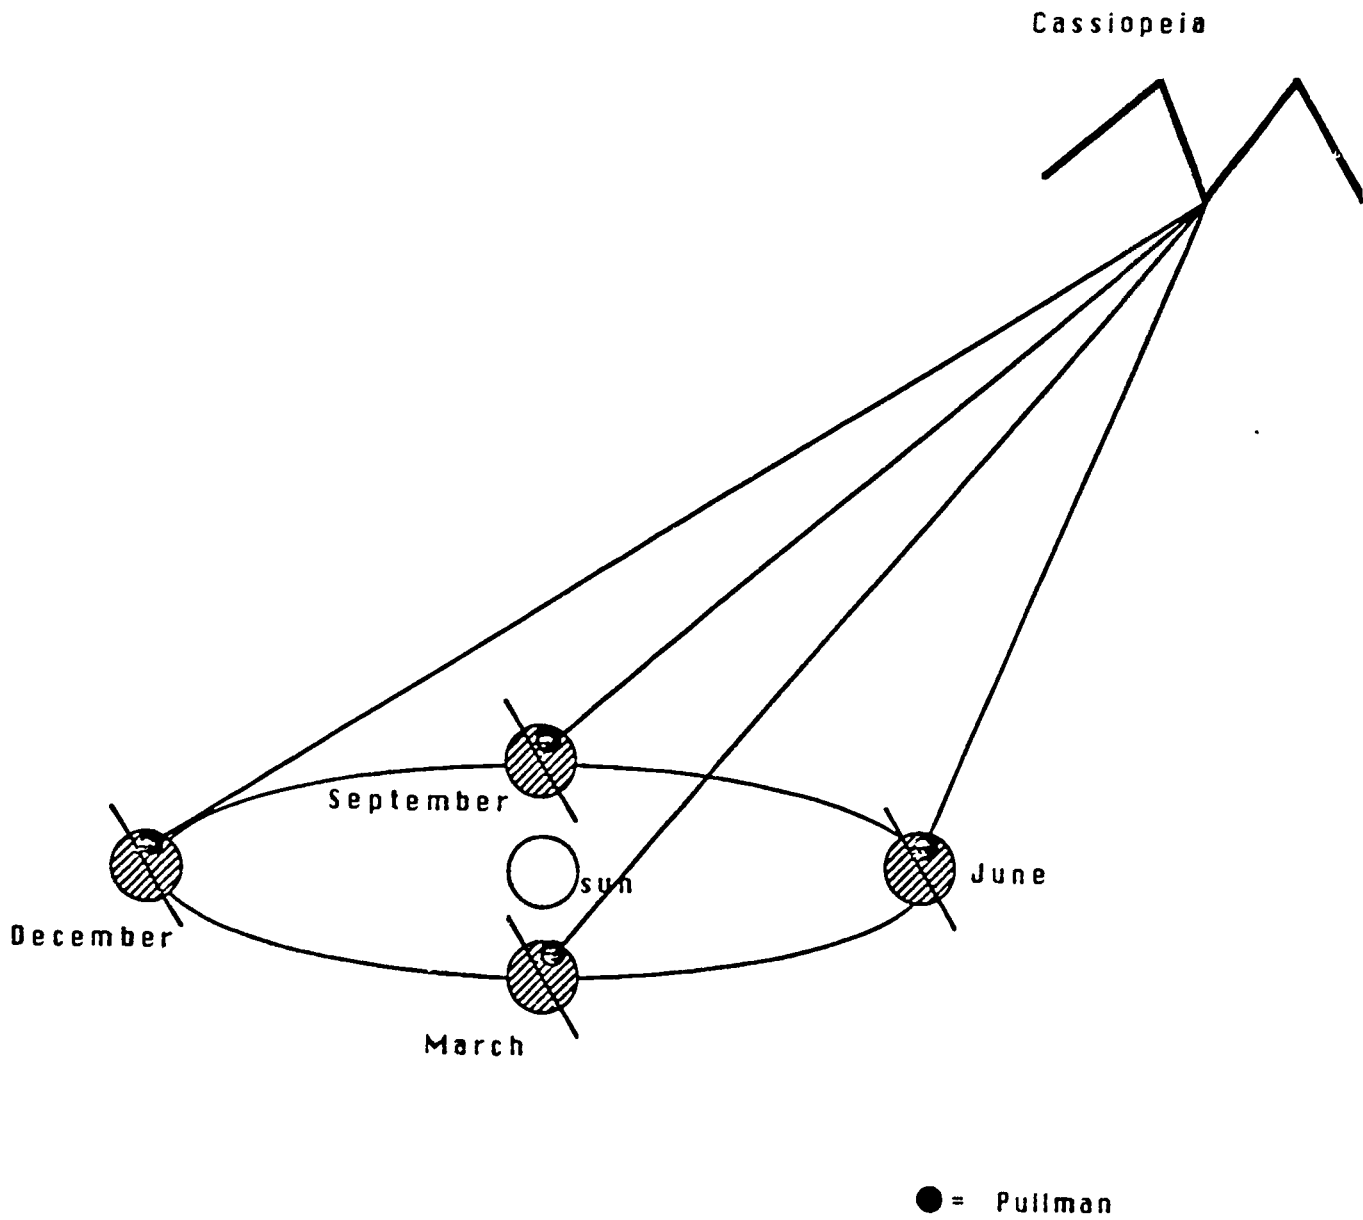 Cassiopeia
September
sun
June
December
March
= Pullman